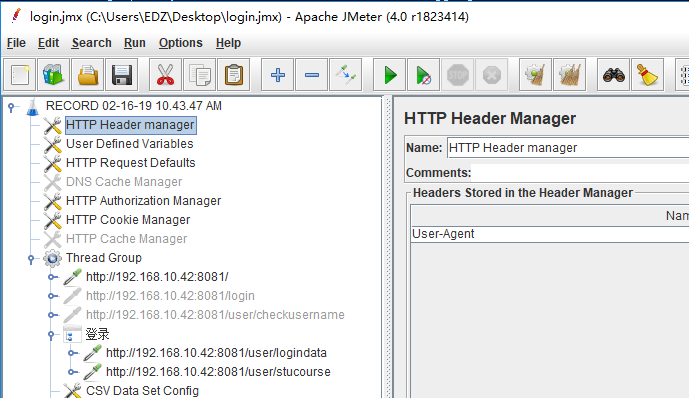 login.jmx (C:\Users\EDZ\Desktop\login.jmx) - Apache JMeter (4.0 r1823414)
File Edit Search Run Options Help
RECORD 02-16-19 10.43.47 AM
HTTP Header manager
User Defined Variables
HTTP Request Defaults
DNS Cache Manager
HTTP Authorization Manager
HTTP Cookie Manager
HTTP Cache Manager
Thread Group
http://192.168.10.42:8081/
http://192.168.10.42:8081/login
http://192.168.10.42:8081/user/checkusername
登录
http://192.168.10.42:8081/user/logindata
http://192.168.10.42:8081/user/stucourse
CSV Data Set Config
HTTP Header Manager
Name: HTTP Header manager
Comments:
Headers Stored in the Header Manager
Nam
User-Agent